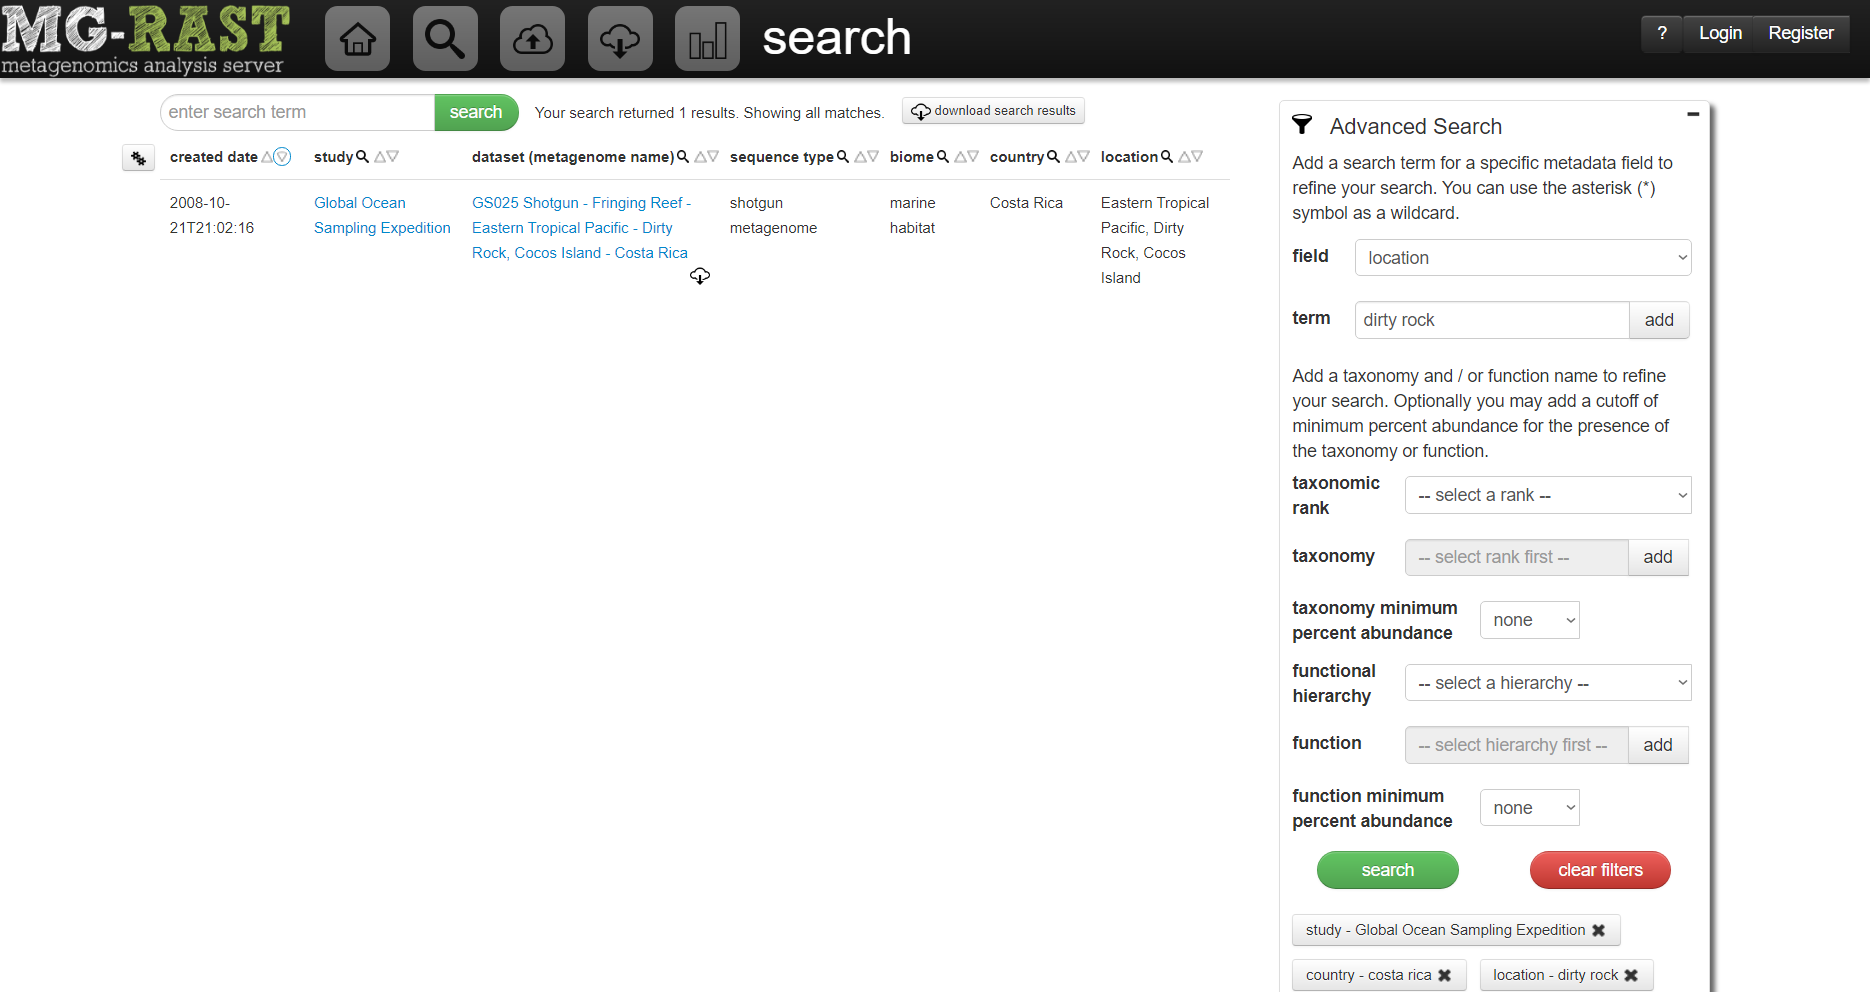 MG-RAST
metagenomics analysis server
search
?
Login
Register
enter search term
search
Your search returned 1 results. Showing all matches.
download search results
created date
study
dataset (metagenome name)
sequence type
biome
country
location
2008-10-
21T21:02:16
Global Ocean
Sampling Expedition
GS025 Shotgun - Fringing Reef -
Eastern Tropical Pacific - Dirty
Rock, Cocos Island - Costa Rica
shotgun
metagenome
marine
habitat
Costa Rica
Eastern Tropical
Pacific, Dirty
Rock, Cocos
Island
Advanced Search
Add a search term for a specific metadata field to
refine your search. You can use the asterisk (*)
symbol as a wildcard.
field
location
term
dirty rock
add
Add a taxonomy and / or function name to refine
your search. Optionally you may add a cutoff of
minimum percent abundance for the presence of
the taxonomy or function.
taxonomic
rank
-- select a rank --
taxonomy
-- select rank first --
add
taxonomy minimum
percent abundance
none
functional
hierarchy
-- select a hierarchy --
function
-- select hierarchy first --
add
function minimum
percent abundance
none
search
clear filters
study - Global Ocean Sampling Expedition
country - costa rica
location - dirty rock